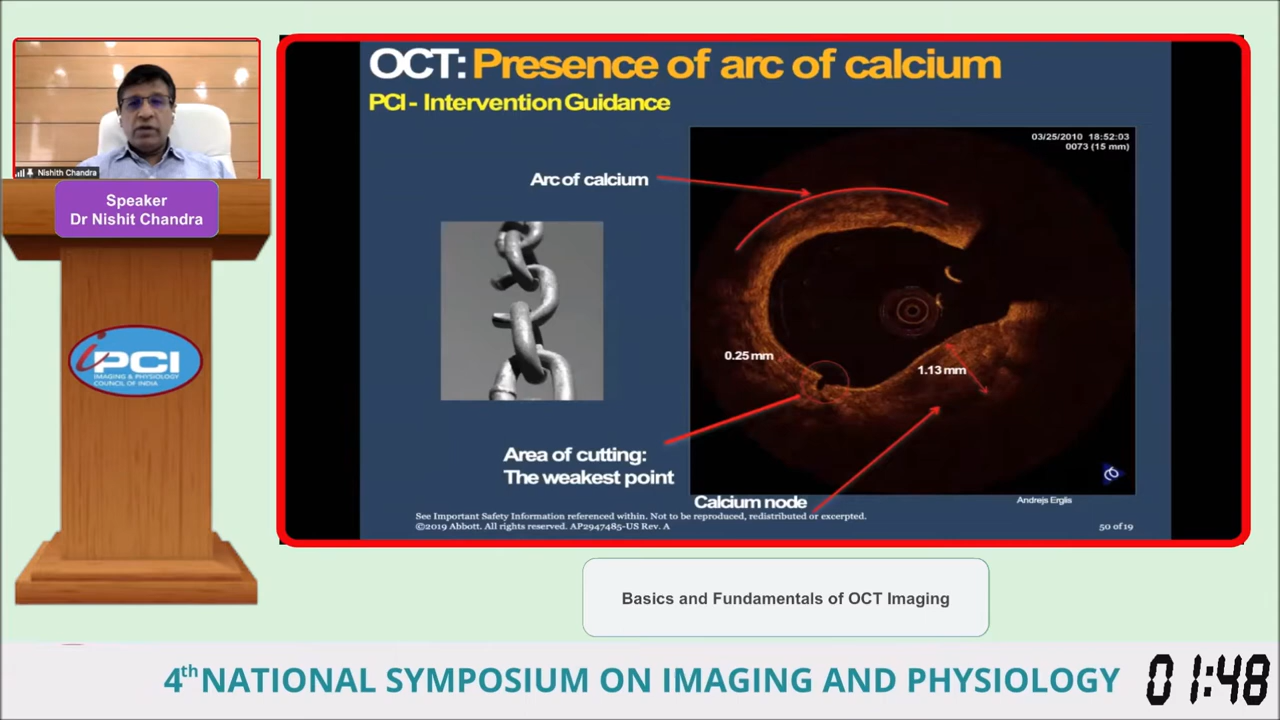 OCT: Presence of arc of calcium
PCI - Intervention Guidance
03/25/2010 18:52:03
0073 (15 mm)
Arc of calcium
Nishith Chandra
Speaker
Dr Nishit Chandra
iPCI
IMAGING & PHYSIOLOGY
COUNCIL OF INDIA
0.25 mm
1.13 mm
Area of cutting:
The weakest point
Calcium node
Andrejs Erglis
See Important Safety Information referenced within. Not to be reproduced, redistributed or excerpted.
©2019 Abbott. All rights reserved. AP2947485-US Rev. A
50 of 19
Basics and Fundamentals of OCT Imaging
4th NATIONAL SYMPOSIUM ON IMAGING AND PHYSIOLOGY
01:48